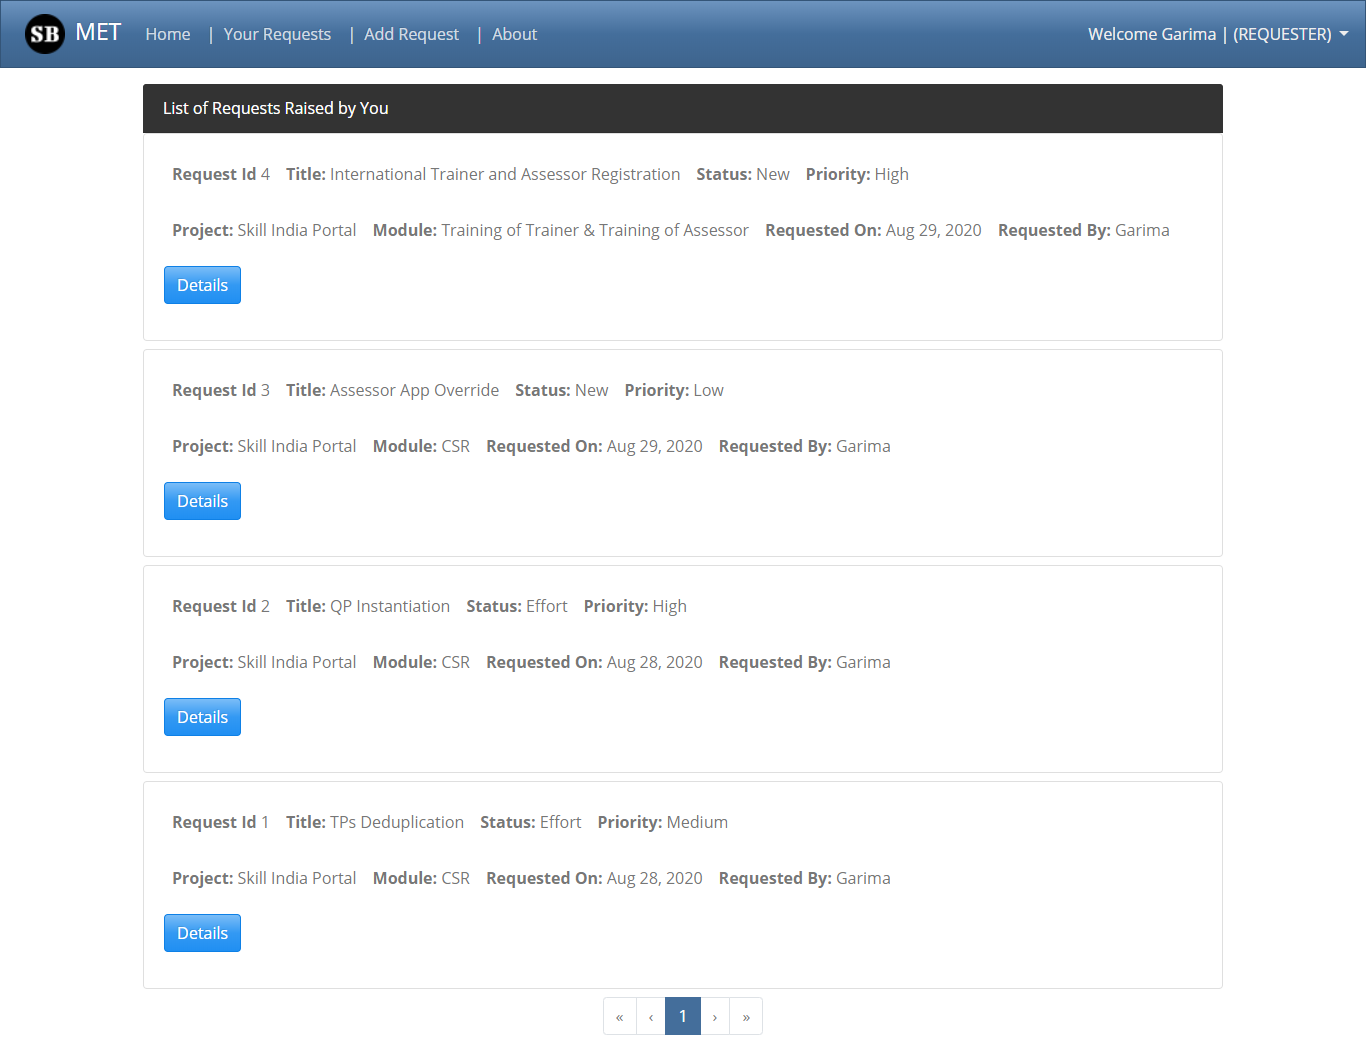 SB MET Home | Your Requests | Add Request | About Welcome Garima | (REQUESTER)
List of Requests Raised by You
Request Id 4 Title: International Trainer and Assessor Registration Status: New Priority: High
Project: Skill India Portal Module: Training of Trainer & Training of Assessor Requested On: Aug 29, 2020 Requested By: Garima
Details
Request Id 3 Title: Assessor App Override Status: New Priority: Low
Project: Skill India Portal Module: CSR Requested On: Aug 29, 2020 Requested By: Garima
Details
Request Id 2 Title: QP Instantiation Status: Effort Priority: High
Project: Skill India Portal Module: CSR Requested On: Aug 28, 2020 Requested By: Garima
Details
Request Id 1 Title: TPs Deduplication Status: Effort Priority: Medium
Project: Skill India Portal Module: CSR Requested On: Aug 28, 2020 Requested By: Garima
Details
« ‹ 1 › »